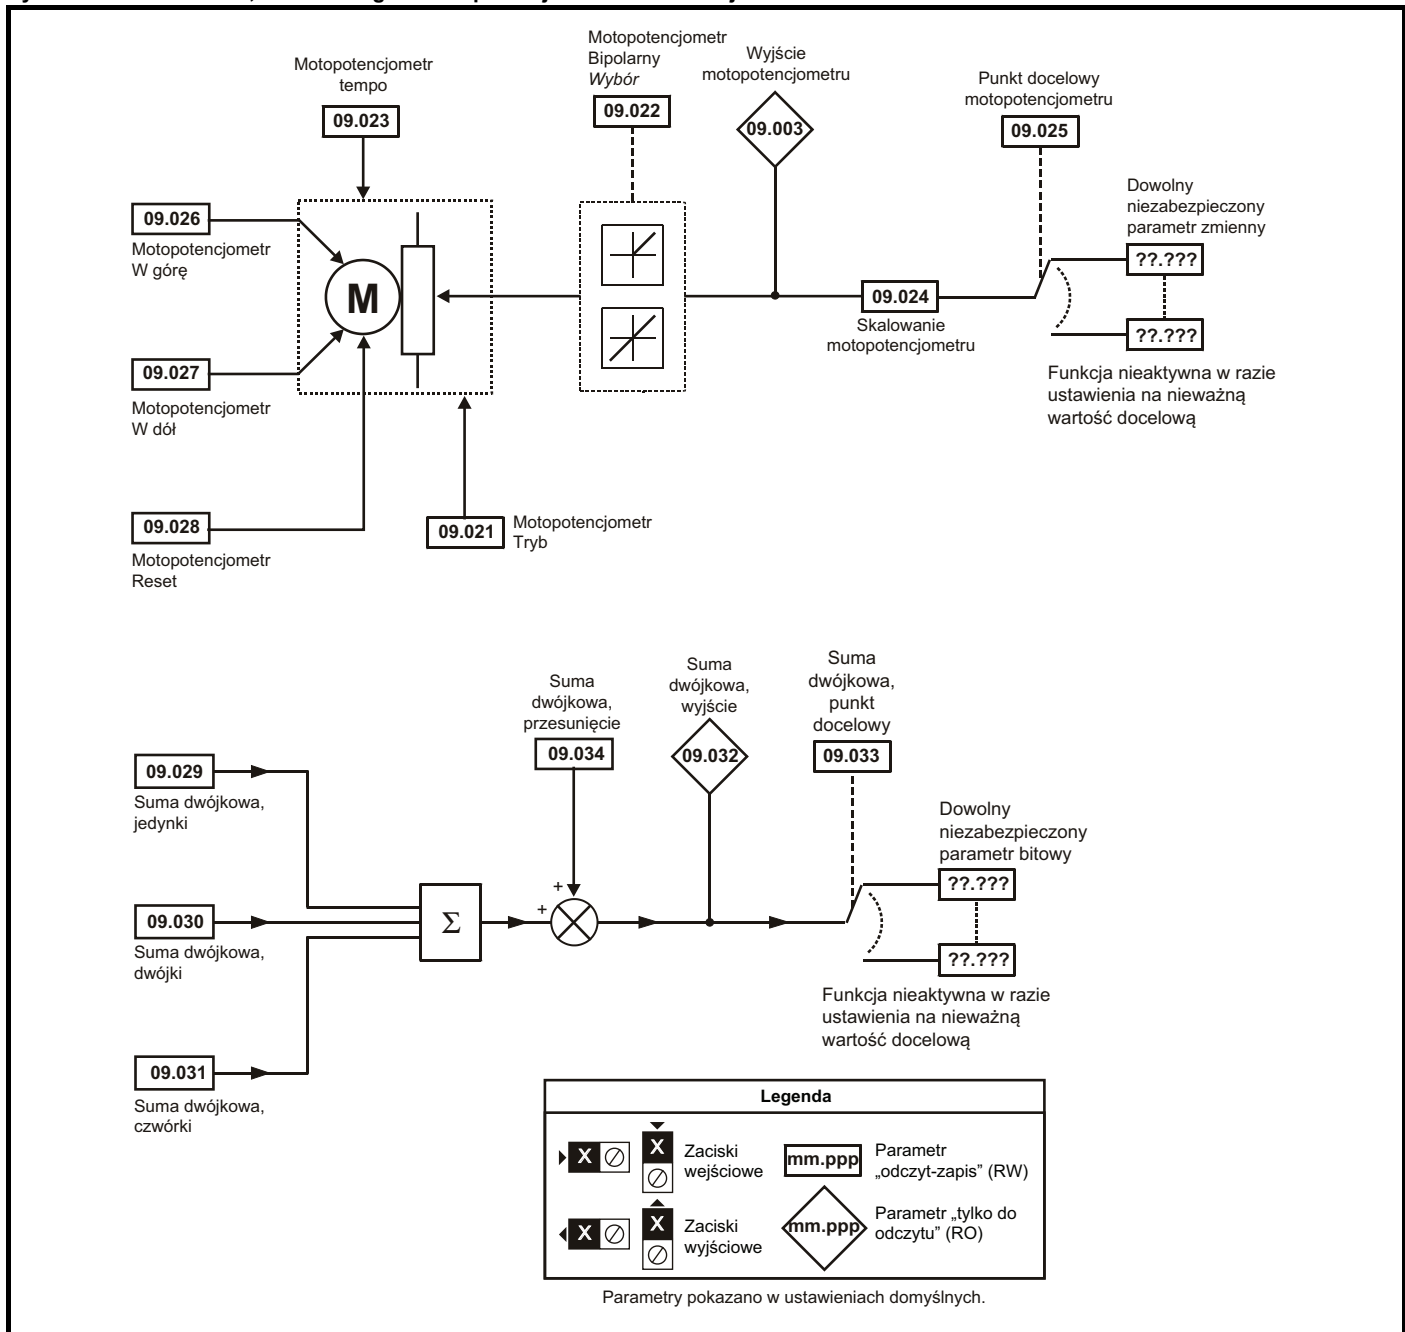 Motopotencjometr
tempo
09.023
Motopotencjometr
Bipolarny
Wybór
09.022
Wyjście
motopotencjometru
09.003
Punkt docelowy
motopotencjometru
09.025
Dowolny
niezabezpieczony
parametr zmienny
??.???
??.???
Funkcja nieaktywna w razie
ustawienia na nieważną
wartość docelową
09.026
Motopotencjometr
W górę
M
09.024
Skalowanie
motopotencjometru
09.027
Motopotencjometr
W dół
09.028
Motopotencjometr
Reset
09.021
Motopotencjometr
Tryb
Suma
dwójkowa,
przesunięcie
09.034
Suma
dwójkowa,
wyjście
09.032
Suma
dwójkowa,
punkt
docelowy
09.033
09.029
Suma dwójkowa,
jedynki
Dowolny
niezabezpieczony
parametr bitowy
??.???
??.???
Funkcja nieaktywna w razie
ustawienia na nieważną
wartość docelową
09.030
Suma dwójkowa,
dwójki
Σ
+
+
09.031
Suma dwójkowa,
czwórki
Legenda
X
X
Zaciski
wejściowe
mm.ppp
Parametr
„odczyt-zapis” (RW)
X
X
Zaciski
wyjściowe
mm.ppp
Parametr „tylko do
odczytu” (RO)
Parametry pokazano w ustawieniach domyślnych.